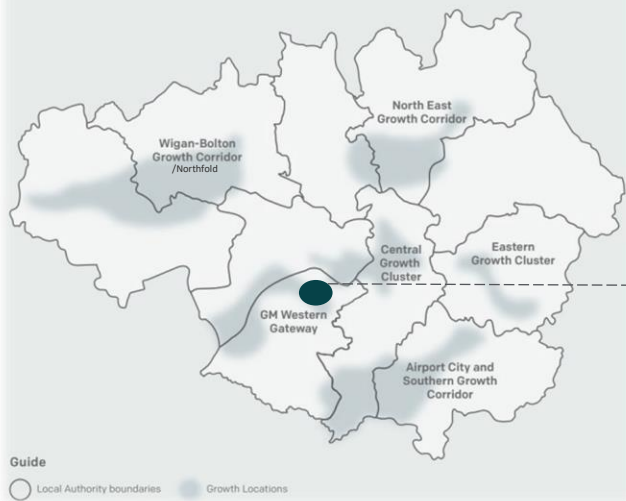 North East
Growth Corridor
Wigan-Bolton
Growth Corridor
/Northfold
Central
Growth
Cluster
Eastern
Growth Cluster
GM Western
Gateway
Airport City and
Southern Growth
Corridor
Guide
Local Authority boundaries
Growth Locations